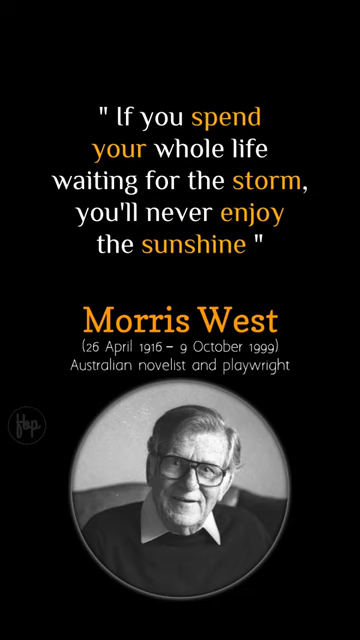 " If you spend
your whole life
waiting for the storm,
you'll never enjoy
the sunshine "
Morris West
(26 April 1916 – 9 October 1999)
Australian novelist and playwright
fbp